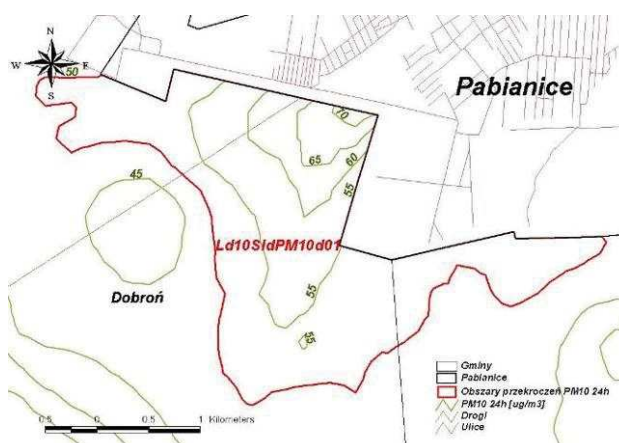 N
W E
S
50
Pabianice
70
65
60
55
45
Ld10SldPM10d01
Dobroń
55
55
Gminy
Pabianice
Obszary przekroczeń PM10 24h
PM10 24h [ug/m3]
Drogi
Ulice
0.5 0 0.5 1 Kilometers